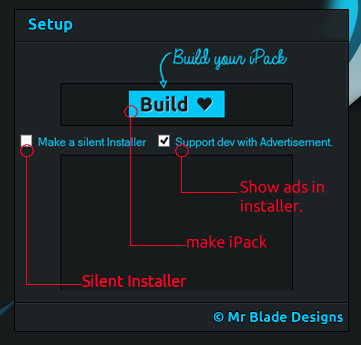 Setup
Build your iPack
Build ♥
Make a silent Installer
Support dev with Advertisement.
Show ads in
installer.
make iPack
Silent Installer
© Mr Blade Designs